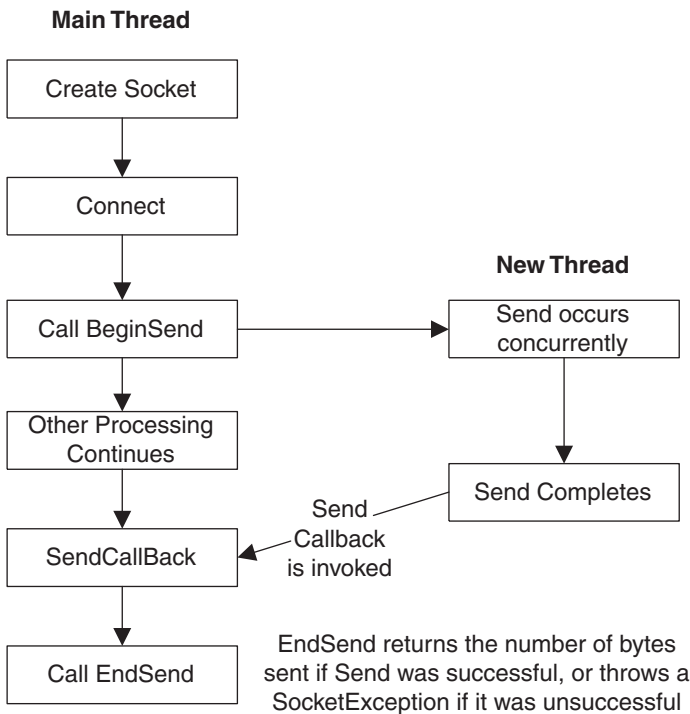 Main Thread
Create Socket
Connect
New Thread
Call BeginSend
Send occurs
concurrently
Other Processing
Continues
Send Completes
Send
Callback
is invoked
SendCallBack
Call EndSend
EndSend returns the number of bytes
sent if Send was successful, or throws a
SocketException if it was unsuccessful